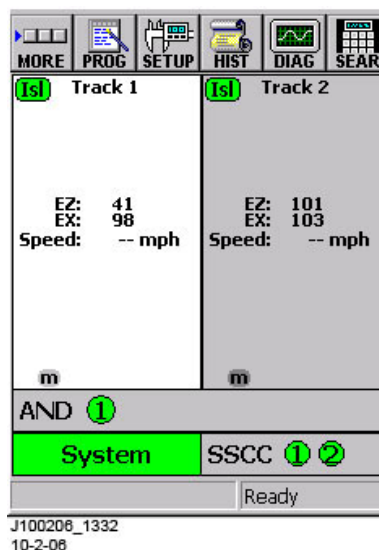 MORE PROG SETUP HIST DIAG SEAR
Isl Track 1
Isl Track 2
EZ: 41
EX: 98
Speed: -- mph
EZ: 101
EX: 103
Speed: -- mph
m
m
AND 1
System
SSCC 1 2
Ready
J100206_1332
10-2-06